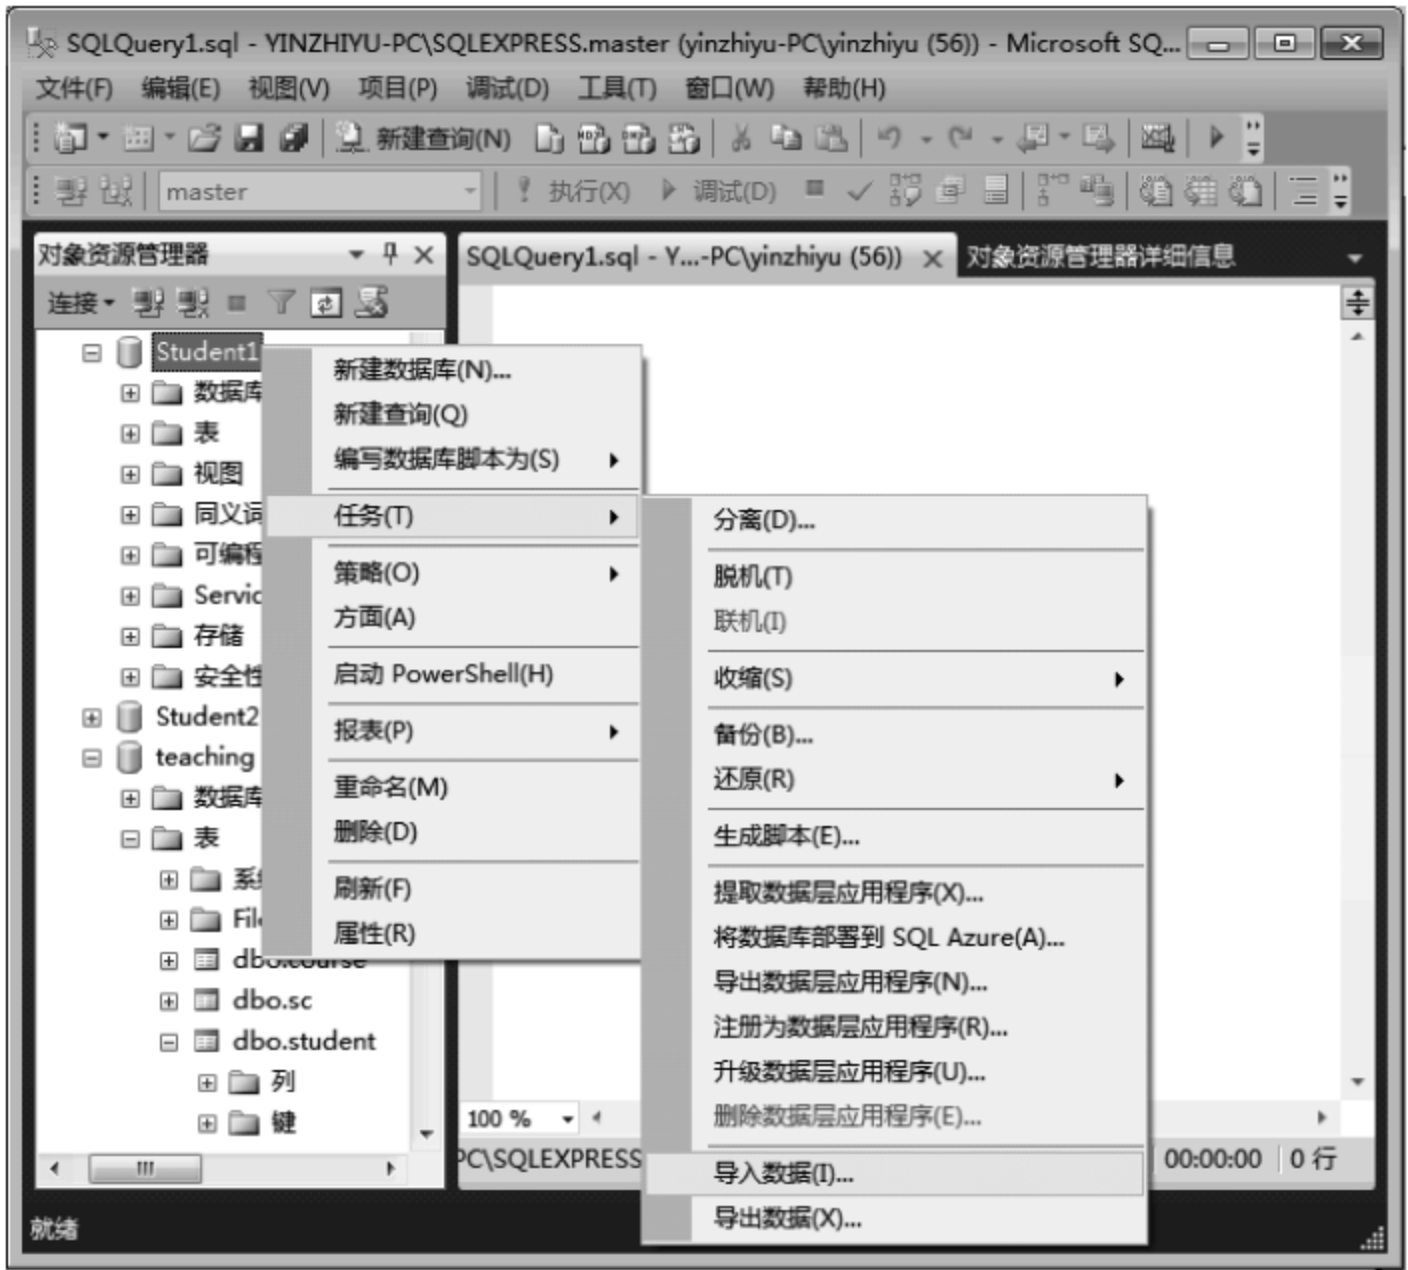 SQLQuery1.sql - YINZHIYU-PC\SQLEXPRESS.master (yinzhiyu-PC\yinzhiyu (56)) - Microsoft SQ...
文件(F) 编辑(E) 视图(V) 项目(P) 调试(D) 工具(T) 窗口(W) 帮助(H)
新建查询(N)
master 执行(X) 调试(D)
对象资源管理器
SQLQuery1.sql - Y...-PC\yinzhiyu (56)) 对象资源管理器详细信息
连接
Student1
数据库
表
视图
同义词
可编程
Servic
存储
安全性
Student2
teaching
数据库
表
系统
File
dbo.course
dbo.sc
dbo.student
列
键
新建数据库(N)...
新建查询(Q)
编写数据库脚本为(S)
任务(T)
策略(O)
方面(A)
启动 PowerShell(H)
报表(P)
重命名(M)
删除(D)
刷新(F)
属性(R)
分离(D)...
脱机(T)
联机(I)
收缩(S)
备份(B)...
还原(R)
生成脚本(E)...
提取数据层应用程序(X)...
将数据库部署到 SQL Azure(A)...
导出数据层应用程序(N)...
注册为数据层应用程序(R)...
升级数据层应用程序(U)...
删除数据层应用程序(E)...
导入数据(I)...
导出数据(X)...
100 %
PC\SQLEXPRESS 00:00:00 0 行
就绪